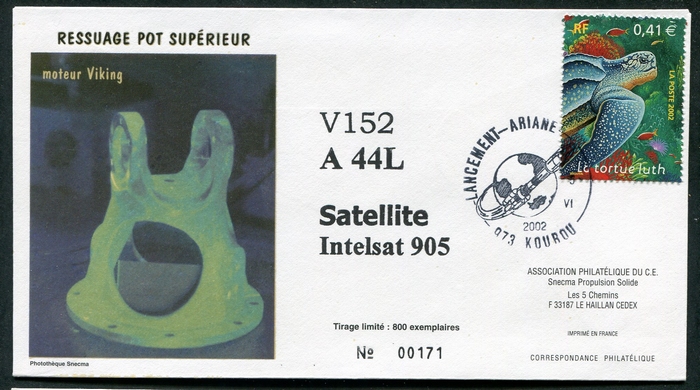 RESSUAGE POT SUPÉRIEUR
moteur Viking
Photothèque Snecma
V152
A 44L
Satellite
Intelsat 905
Tirage limité : 800 exemplaires
№ 00171
RF 0,41 €
LA POSTE 2002
La tortue luth
LANCEMENT-ARIANE
VI
2002
973 KOUROU
ASSOCIATION PHILATÉLIQUE DU C.E.
Snecma Propulsion Solide
Les 5 Chemins
F 33187 LE HAILLAN CEDEX
IMPRIMÉ EN FRANCE
CORRESPONDANCE PHILATÉLIQUE